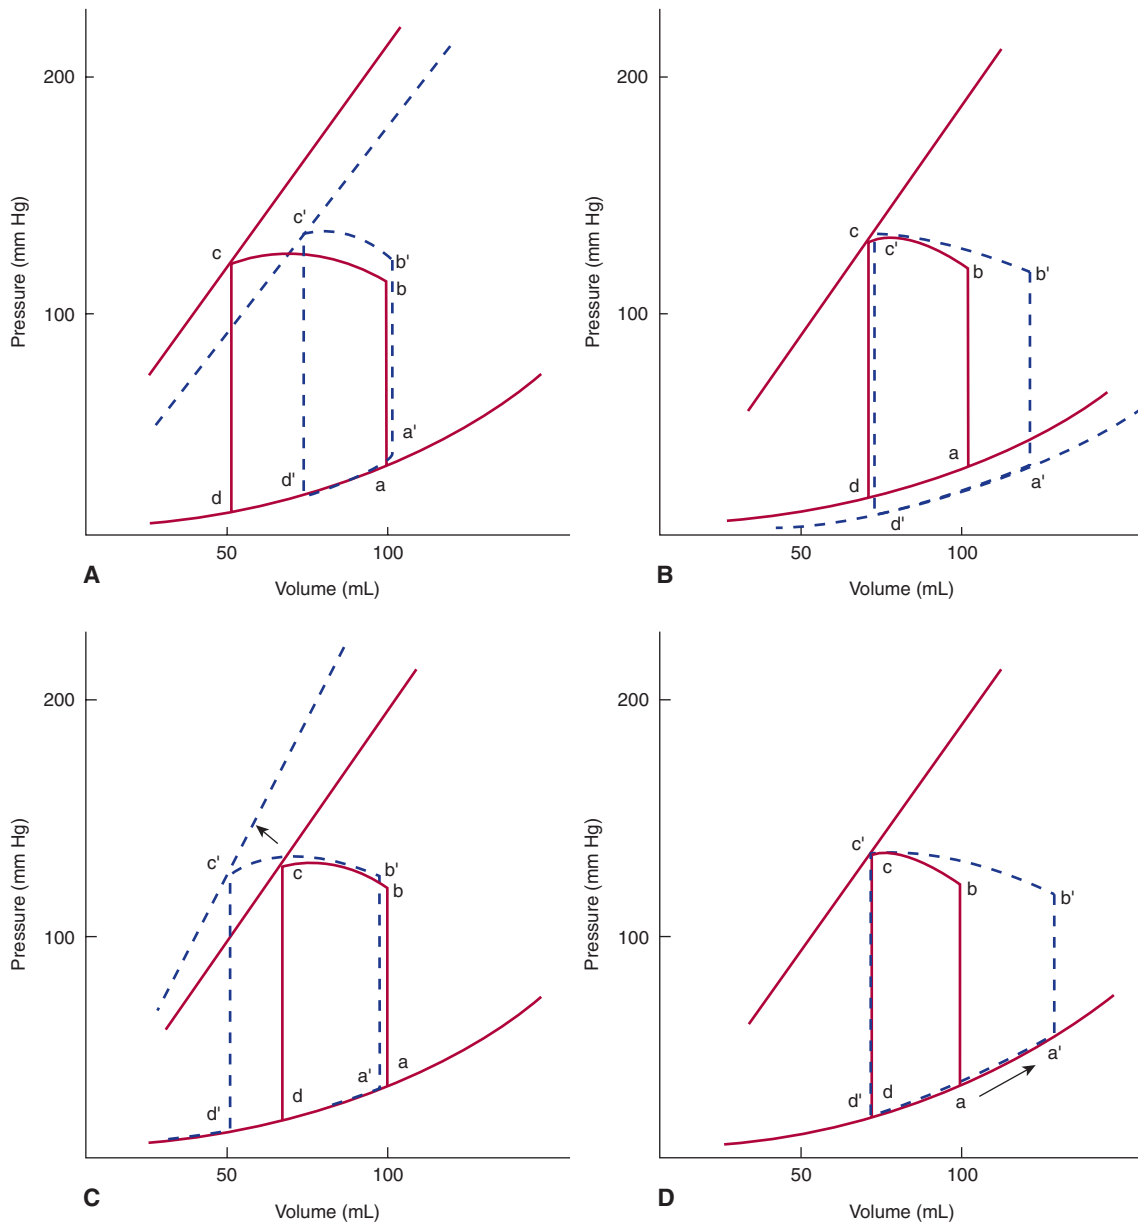 200
100
Pressure (mm Hg)
c
c'
b'
b
a'
a
d'
d
50
100
A
Volume (mL)
200
100
Pressure (mm Hg)
c
c'
b
b'
a
a'
d
d'
50
100
B
Volume (mL)
200
100
Pressure (mm Hg)
c'
c
b'
b
a
a'
d
d'
50
100
C
Volume (mL)
200
100
Pressure (mm Hg)
c'
c
b
b'
a'
a
d
d'
50
100
D
Volume (mL)